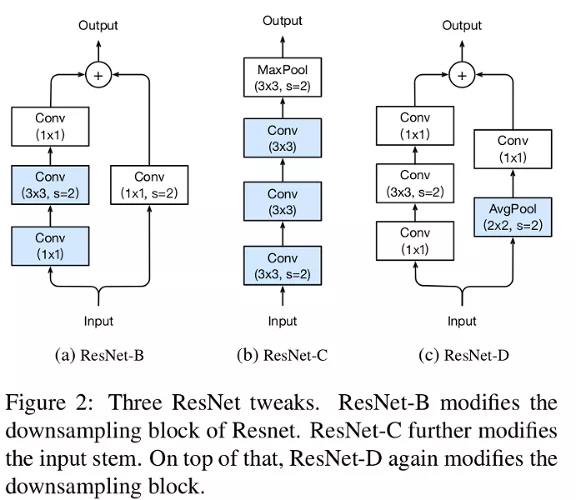 Output
+
Conv
(1x1)
Conv
(3x3, s=2)
Conv
(1x1, s=2)
Conv
(1x1)
Input
(a) ResNet-B
Output
MaxPool
(3x3, s=2)
Conv
(3x3)
Conv
(3x3)
Conv
(3x3, s=2)
Input
(b) ResNet-C
Output
+
Conv
(1x1)
Conv
(1x1)
Conv
(3x3, s=2)
AvgPool
(2x2, s=2)
Conv
(1x1)
Input
(c) ResNet-D
Figure 2: Three ResNet tweaks. ResNet-B modifies the
downsampling block of Resnet. ResNet-C further modifies
the input stem. On top of that, ResNet-D again modifies the
downsampling block.